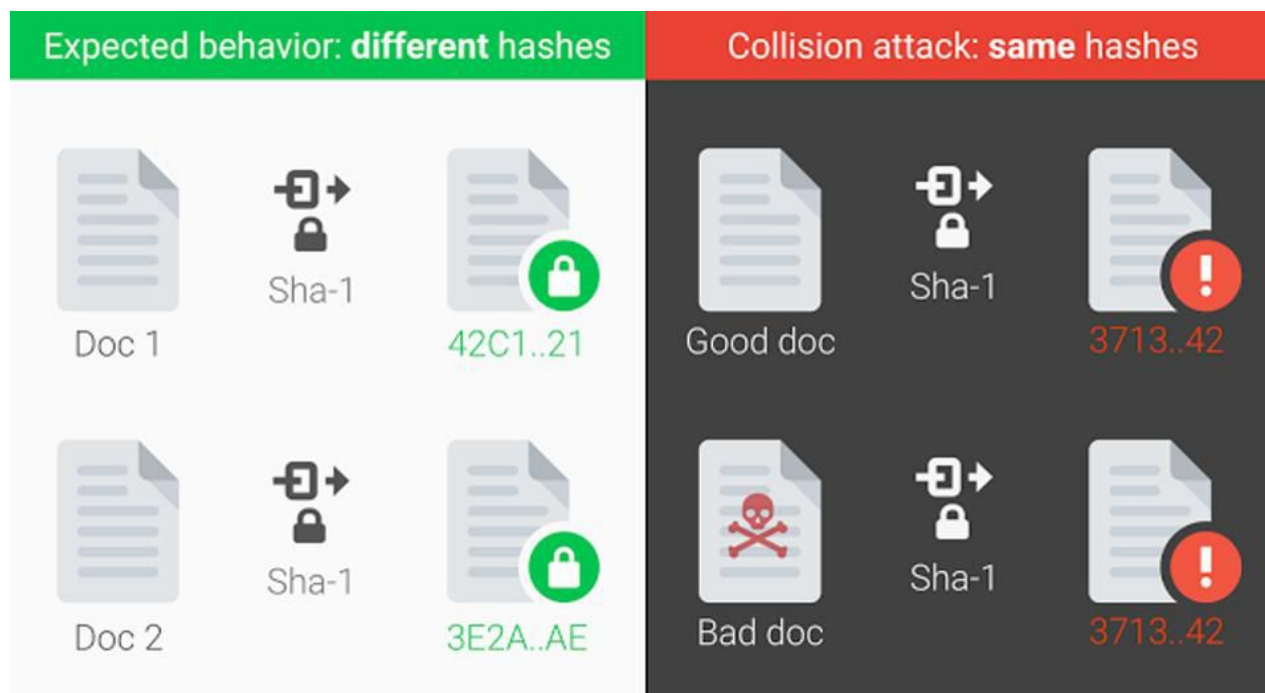 Expected behavior: different hashes
Collision attack: same hashes
Sha-1
Doc 1
42C1..21
Sha-1
Good doc
3713..42
Sha-1
Doc 2
3E2A..AE
Sha-1
Bad doc
3713..42